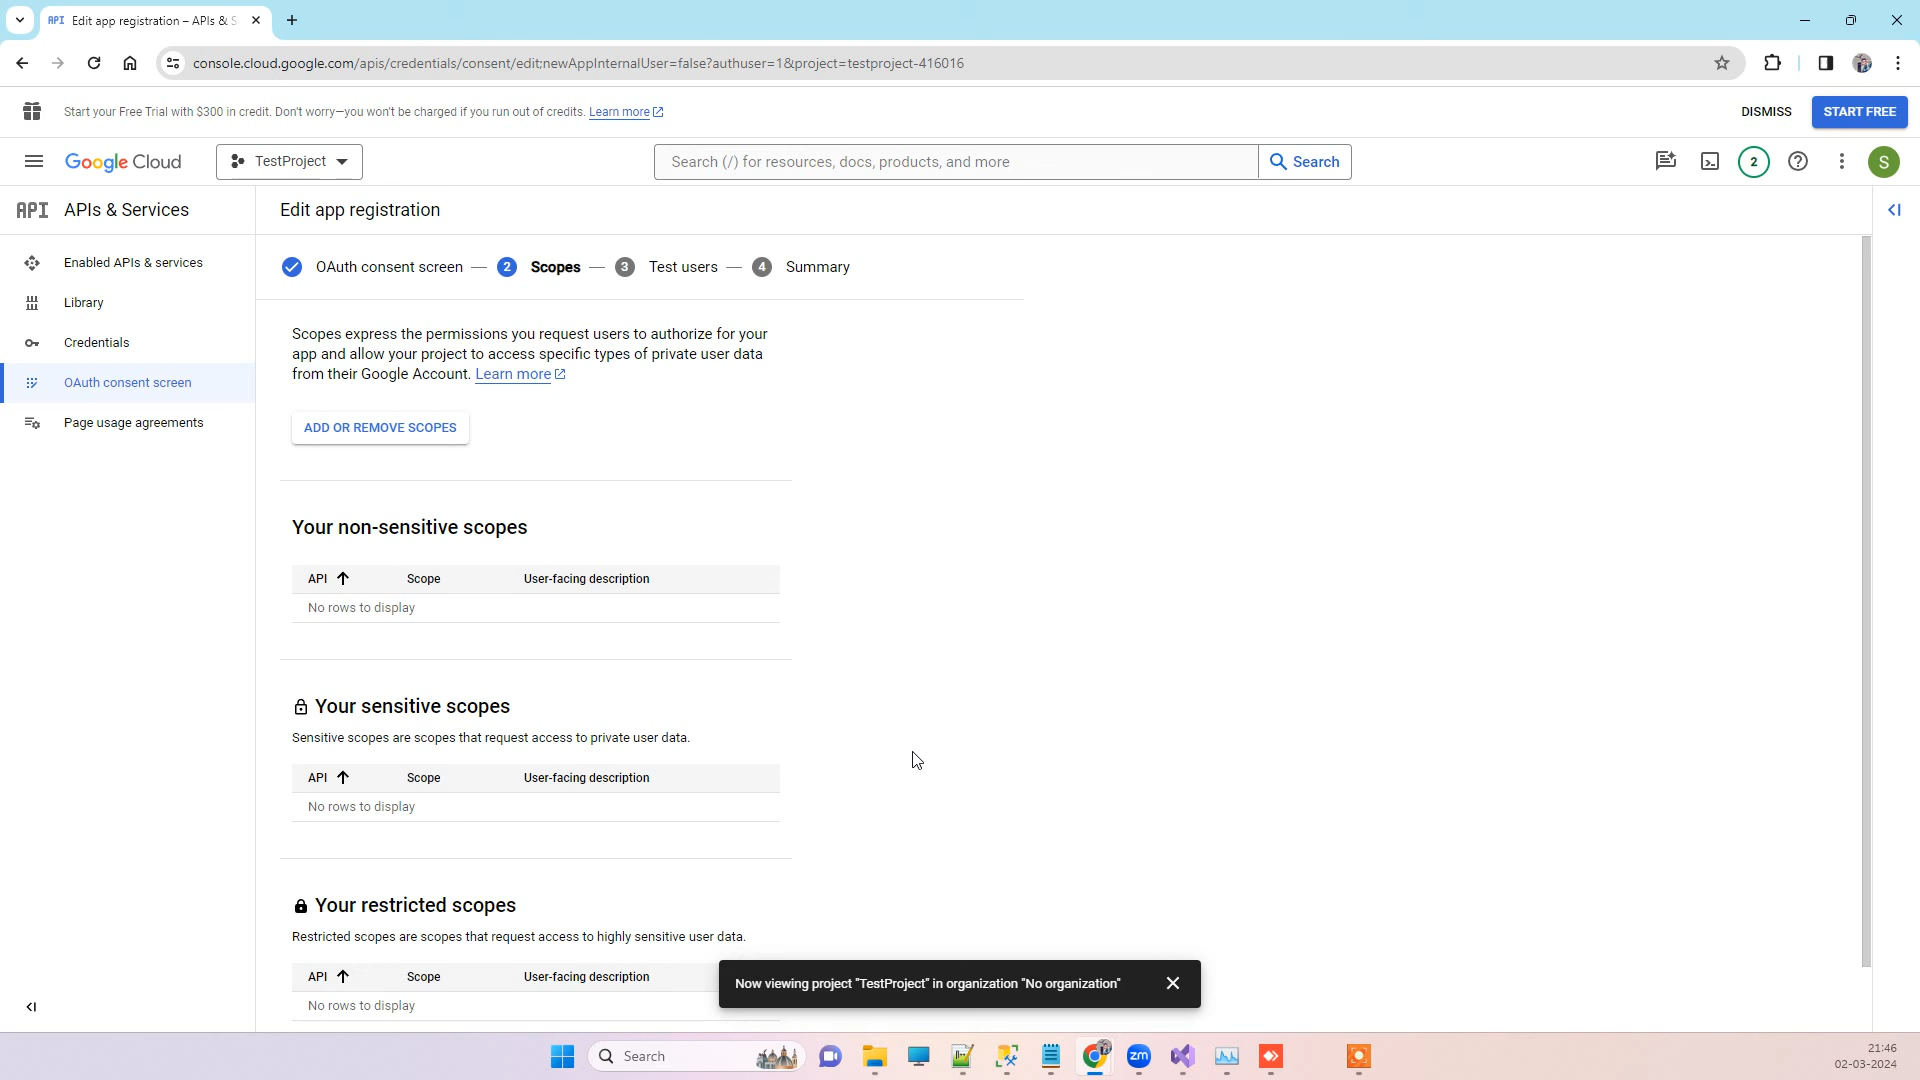 API Edit app registration – APIs & S
console.cloud.google.com/apis/credentials/consent/edit;newAppInternalUser=false?authuser=1&project=testproject-416016
Start your Free Trial with $300 in credit. Don't worry—you won't be charged if you run out of credits. Learn more
DISMISS
START FREE
Google Cloud
TestProject
Search (/) for resources, docs, products, and more
Search
2
S
API APIs & Services
Edit app registration
Enabled APIs & services
Library
Credentials
OAuth consent screen
Page usage agreements
OAuth consent screen — 2 Scopes — 3 Test users — 4 Summary
Scopes express the permissions you request users to authorize for your
app and allow your project to access specific types of private user data
from their Google Account. Learn more
ADD OR REMOVE SCOPES
Your non-sensitive scopes
API Scope User-facing description
No rows to display
Your sensitive scopes
Sensitive scopes are scopes that request access to private user data.
API Scope User-facing description
No rows to display
Your restricted scopes
Restricted scopes are scopes that request access to highly sensitive user data.
API Scope User-facing description
No rows to display
Now viewing project "TestProject" in organization "No organization"
Search
zm
21:46
02-03-2024